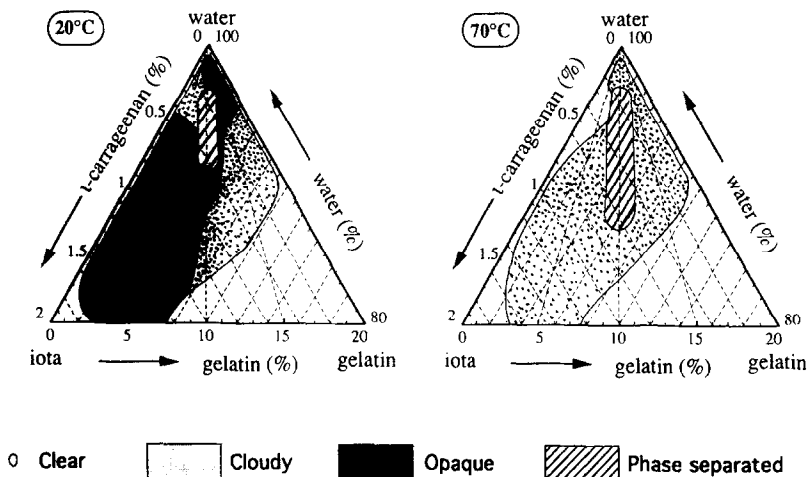 20°C
water
0 100
ι-carrageenan (%)
0.5
1
1.5
2
water (%)
80
0 5 10 15 20
iota gelatin (%) gelatin
70°C
water
0 100
ι-carrageenan (%)
0.5
1
1.5
2
water (%)
80
0 5 10 15 20
iota gelatin (%) gelatin
Clear Cloudy Opaque Phase separated